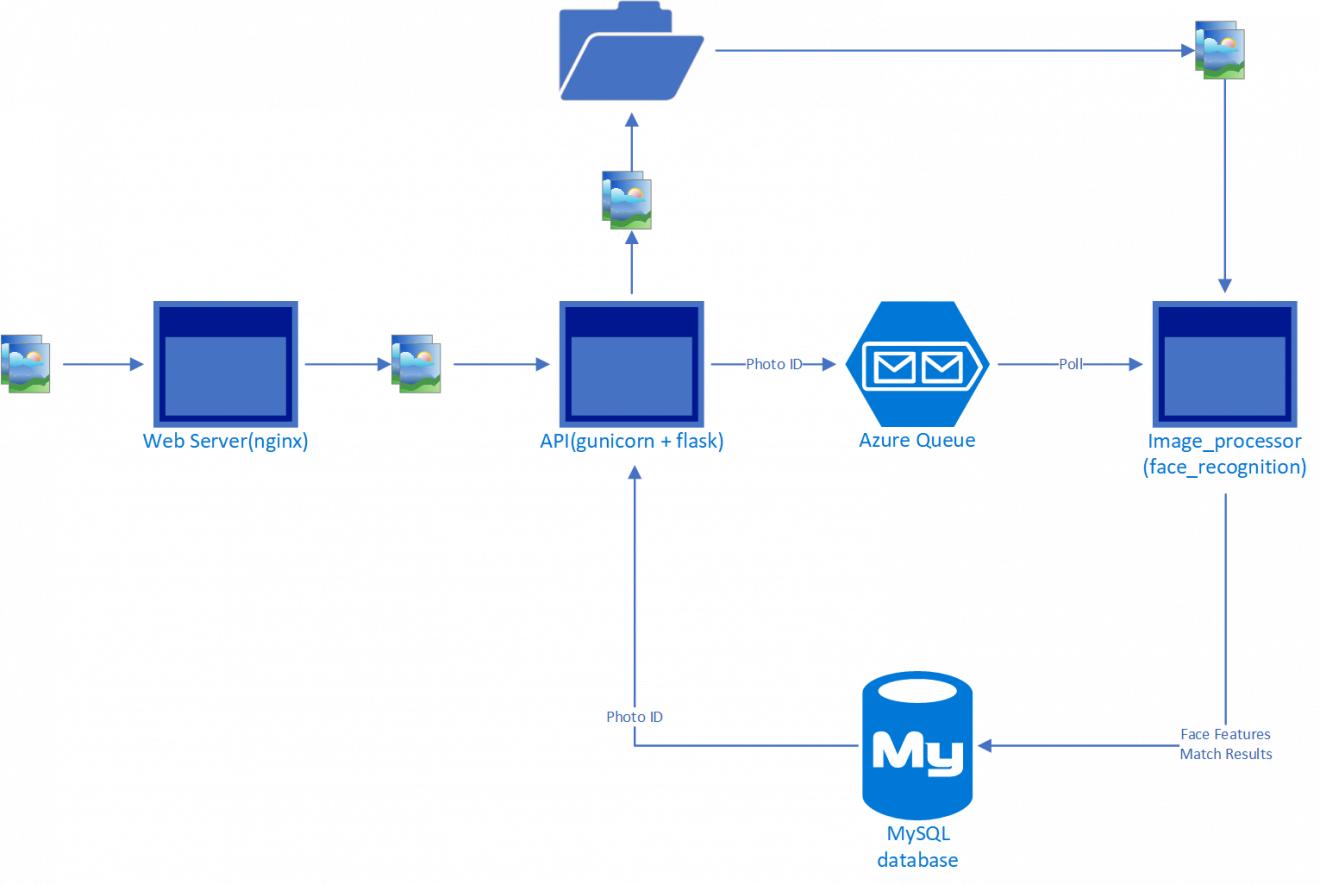 Photo ID
Poll
Web Server(nginx)
API(gunicorn + flask)
Azure Queue
Image_processor
(face_recognition)
Photo ID
Face Features
Match Results
My
MySQL
database